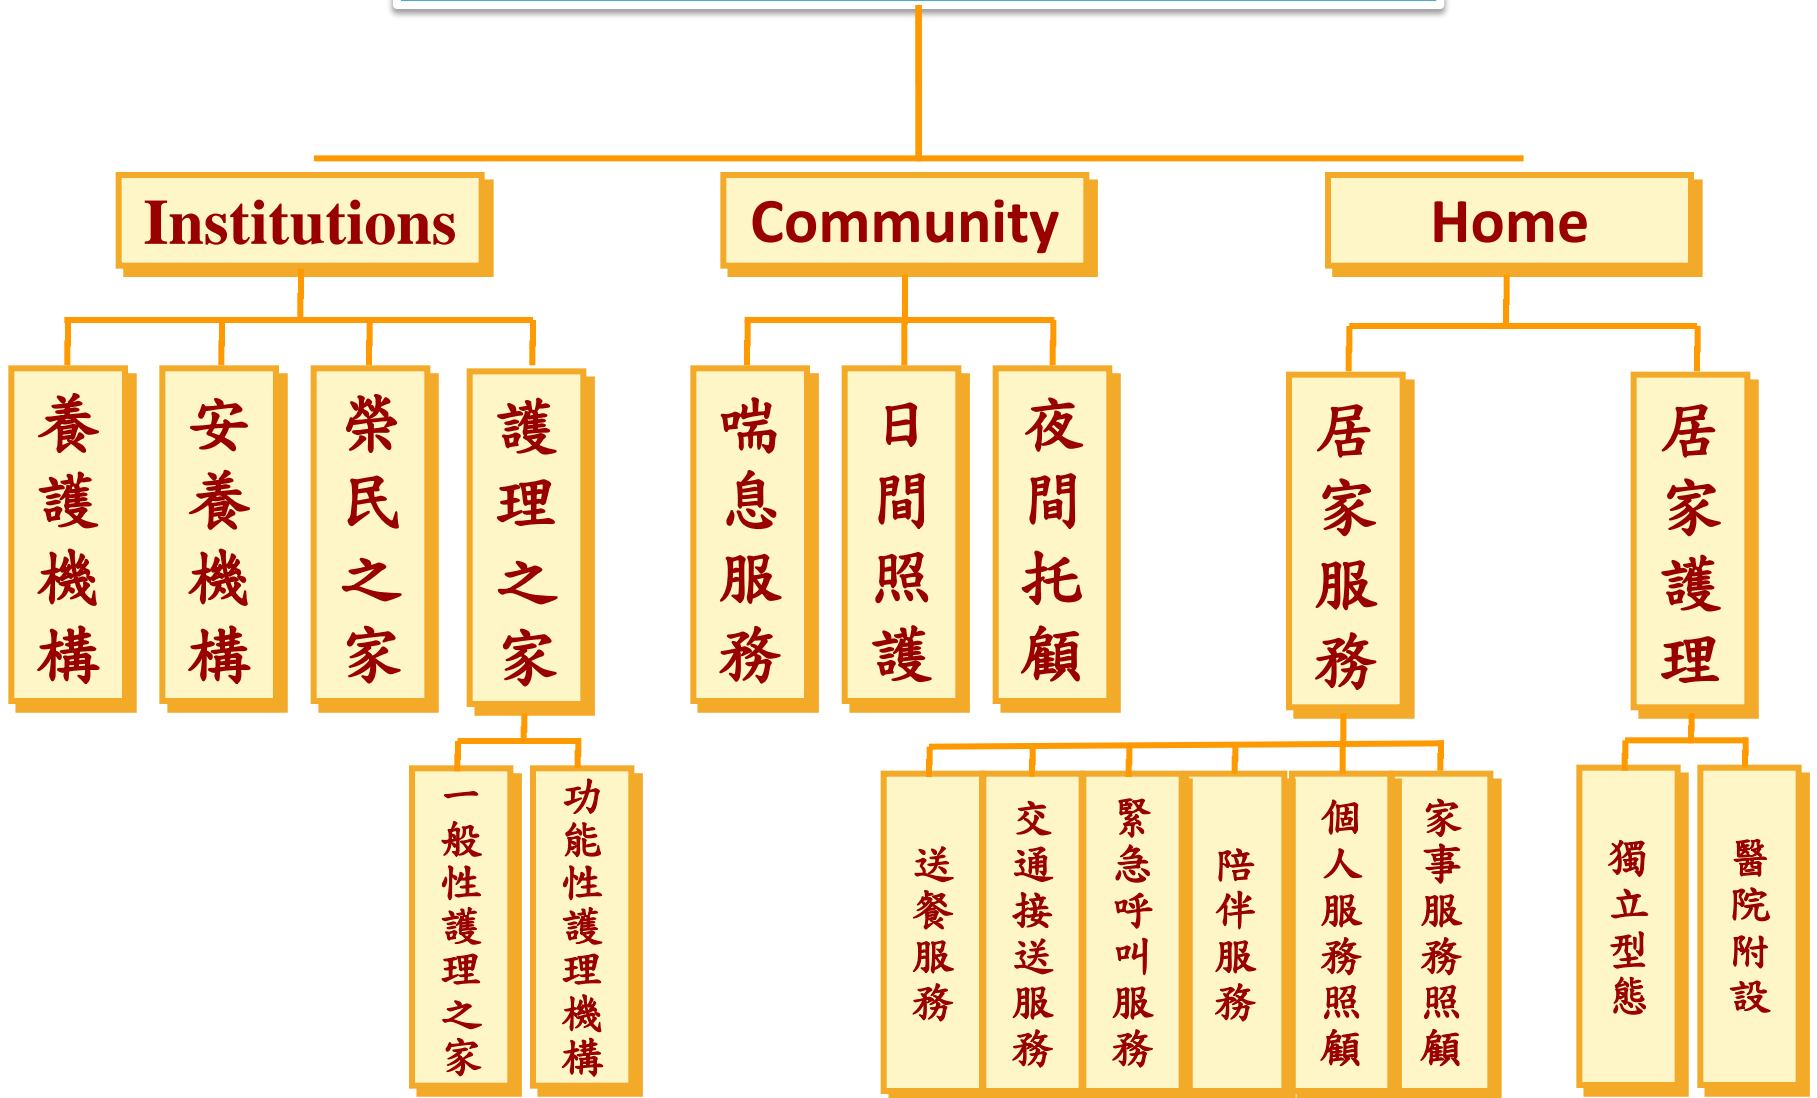 Institutions
Community
Home
養護機構
安養機構
榮民之家
護理之家
喘息服務
日間照護
夜間托顧
居家服務
居家護理
一般性護理之家
功能性護理機構
送餐服務
交通接送服務
緊急呼叫服務
陪伴服務
個人服務照顧
家事服務照顧
獨立型態
醫院附設